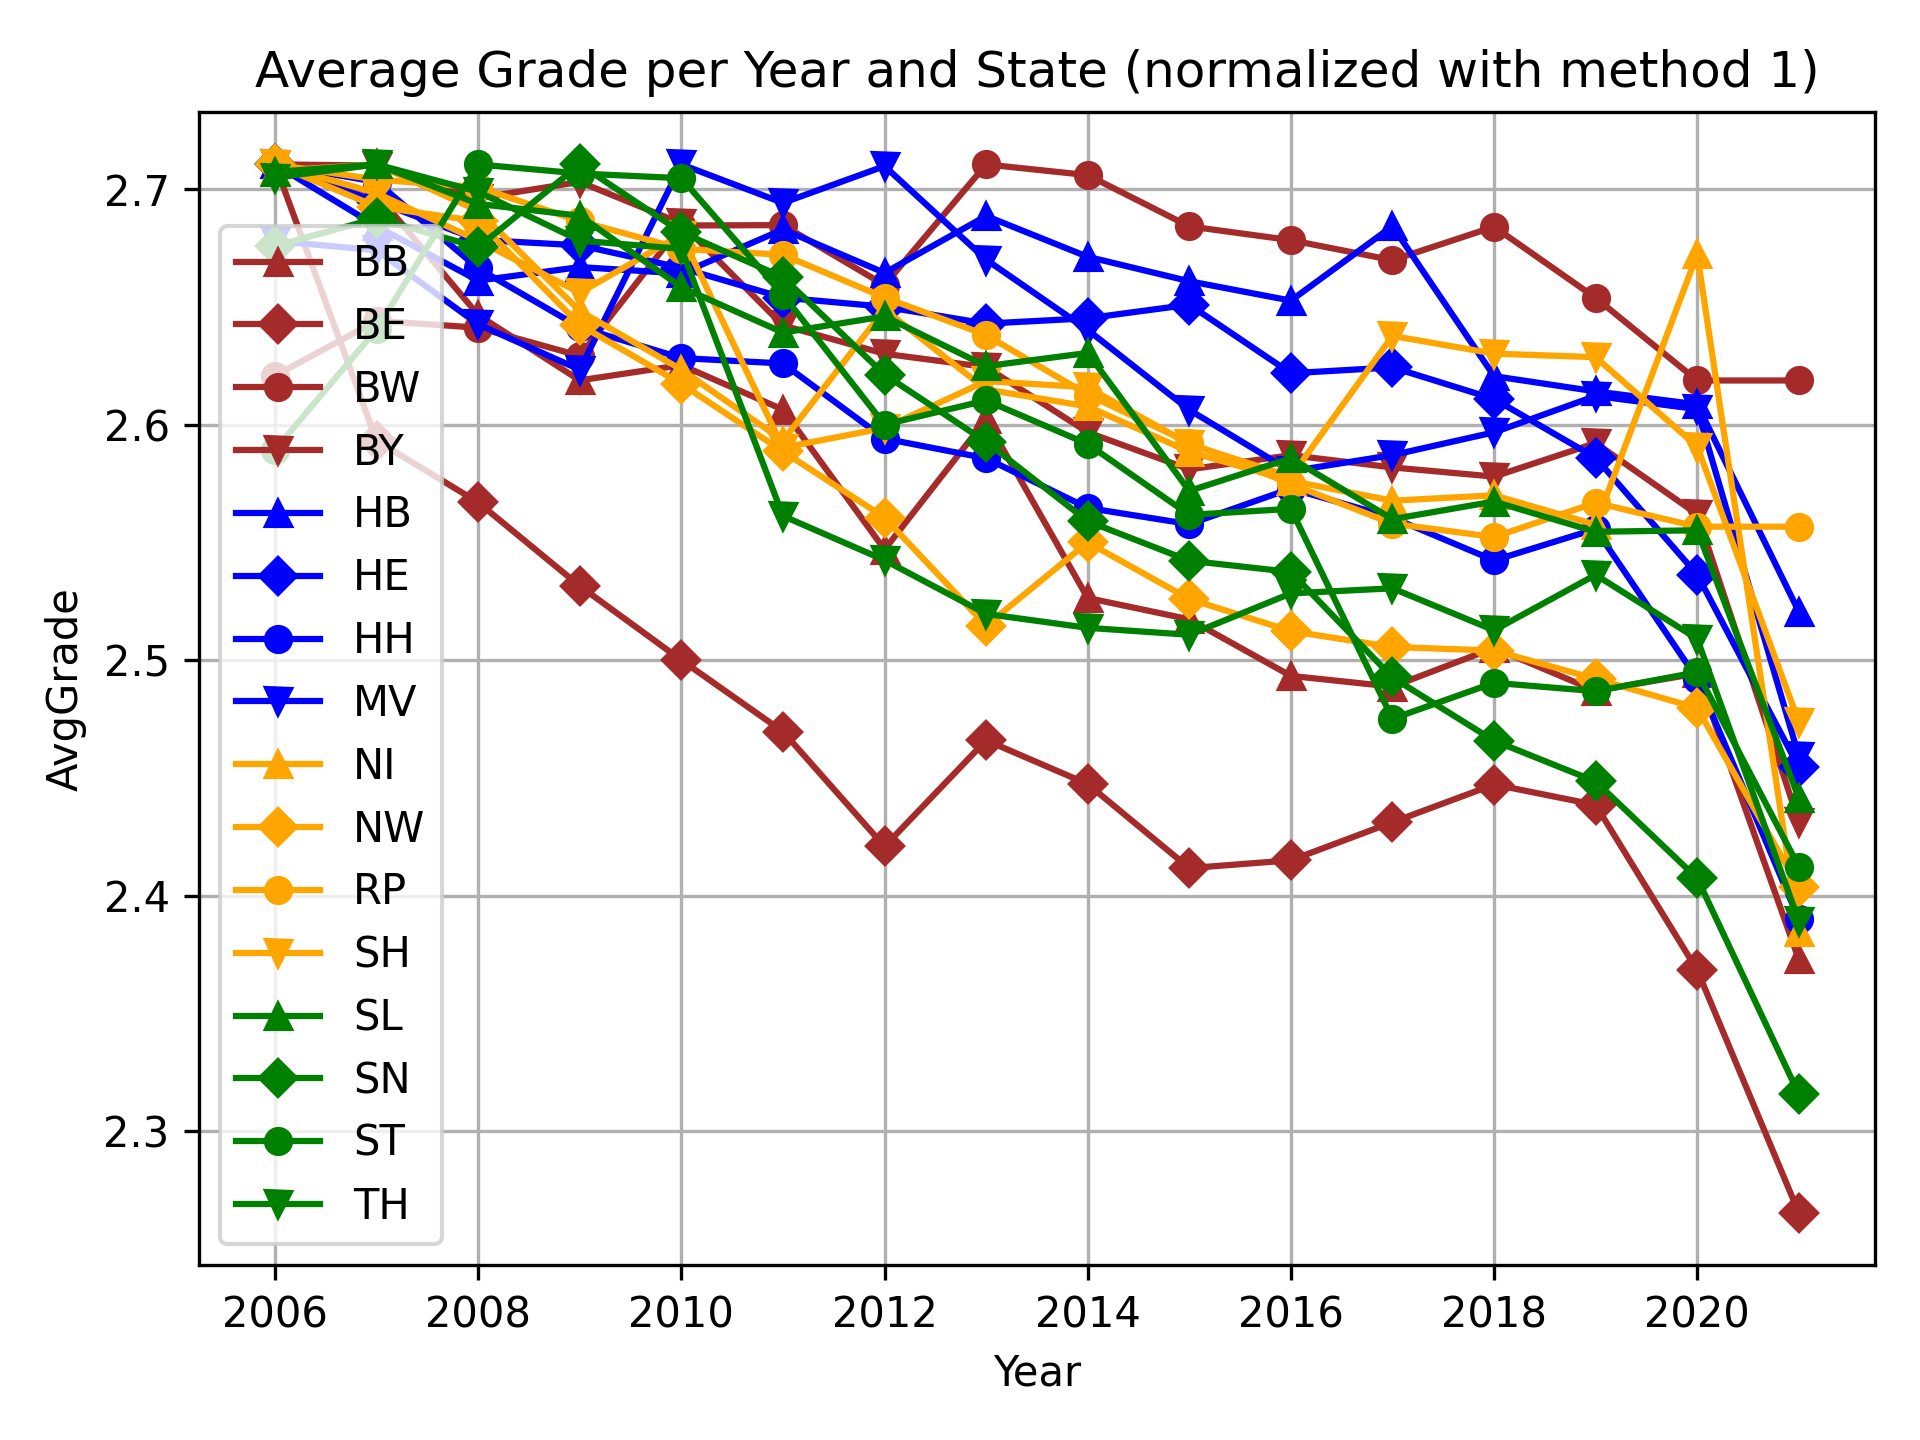 Average Grade per Year and State (normalized with method 1)
AvgGrade
2.7
2.6
2.5
2.4
2.3
BB
BE
BW
BY
HB
HE
HH
MV
NI
NW
RP
SH
SL
SN
ST
TH
2006 2008 2010 2012 2014 2016 2018 2020
Year